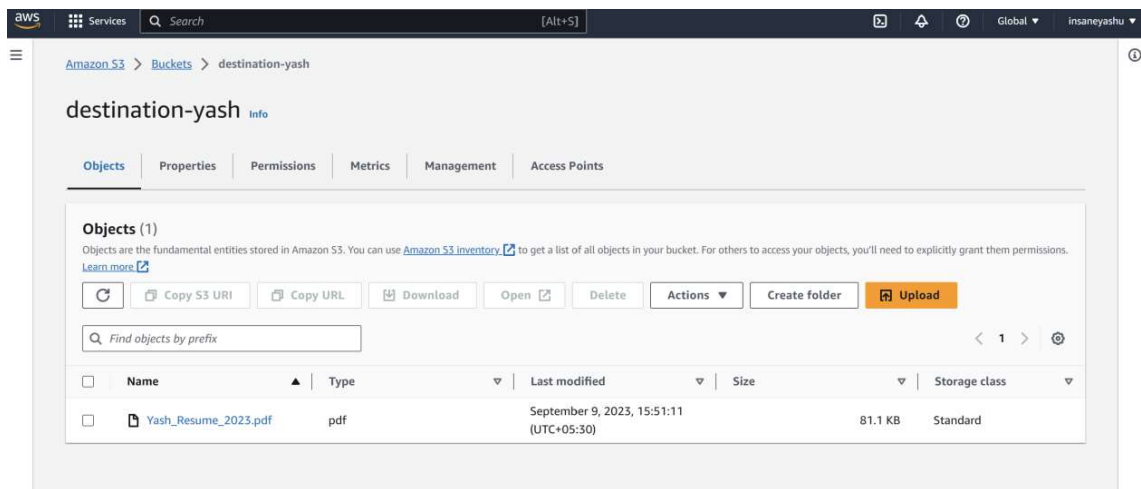 aws
Services
Search
[Alt+S]
Global
insaneyashu
Amazon S3 > Buckets > destination-yash
destination-yash Info
Objects
Properties
Permissions
Metrics
Management
Access Points
Objects (1)
Objects are the fundamental entities stored in Amazon S3. You can use Amazon S3 inventory to get a list of all objects in your bucket. For others to access your objects, you'll need to explicitly grant them permissions.
Learn more
Copy S3 URI
Copy URL
Download
Open
Delete
Actions
Create folder
Upload
Find objects by prefix
< 1 >
Name
Type
Last modified
Size
Storage class
Yash_Resume_2023.pdf
pdf
September 9, 2023, 15:51:11
(UTC+05:30)
81.1 KB
Standard